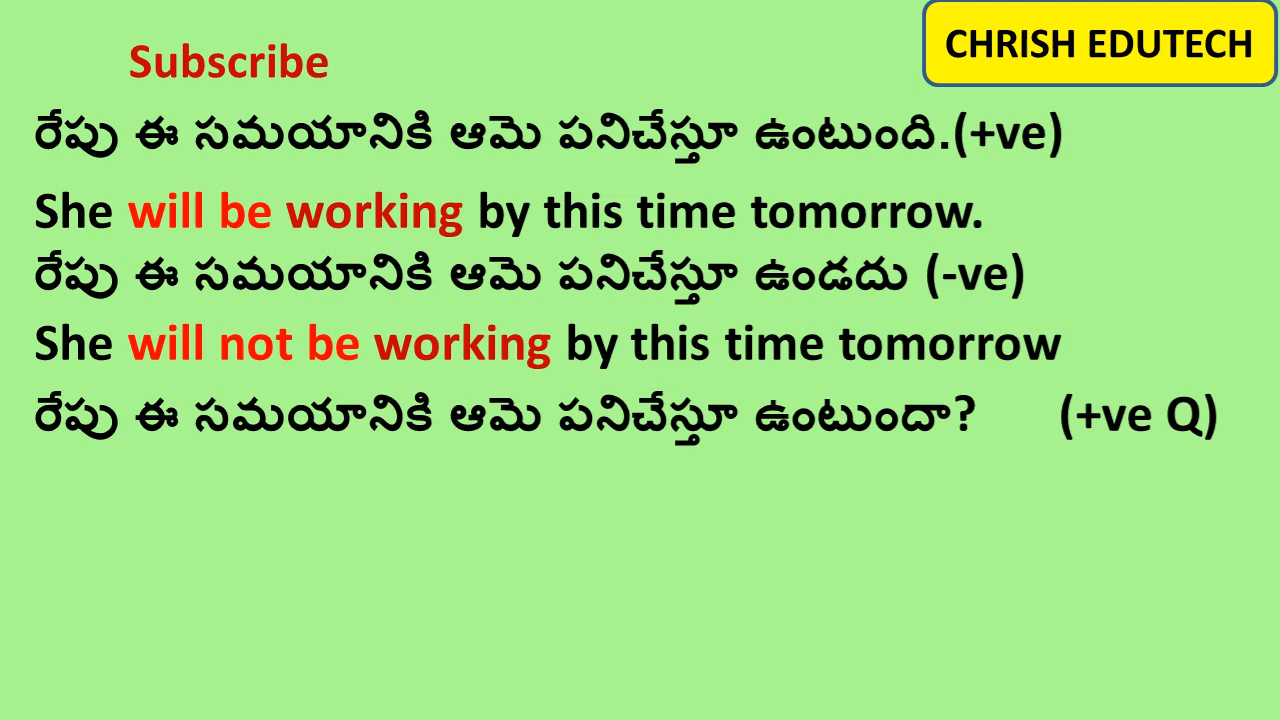 CHRISH EDUTECH
Subscribe
రేపు ఈ సమయానికి ఆమె పనిచేస్తూ ఉంటుంది.(+ve)
She will be working by this time tomorrow.
రేపు ఈ సమయానికి ఆమె పనిచేస్తూ ఉండదు (-ve)
She will not be working by this time tomorrow
రేపు ఈ సమయానికి ఆమె పనిచేస్తూ ఉంటుందా? (+ve Q)